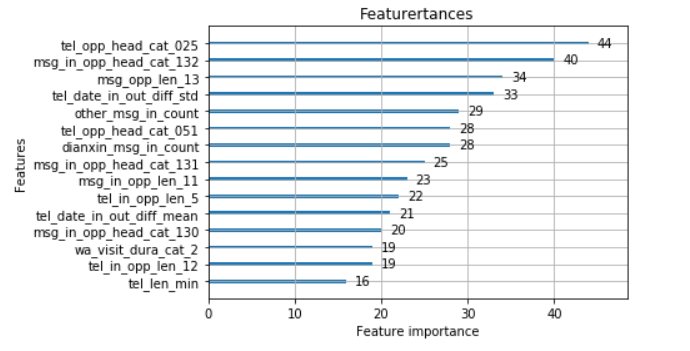 Featurertances
tel_opp_head_cat_025 44
msg_in_opp_head_cat_132 40
msg_opp_len_13 34
tel_date_in_out_diff_std 33
other_msg_in_count 29
tel_opp_head_cat_051 28
dianxin_msg_in_count 28
msg_in_opp_head_cat_131 25
msg_in_opp_len_11 23
tel_in_opp_len_5 22
tel_date_in_out_diff_mean 21
msg_in_opp_head_cat_130 20
wa_visit_dura_cat_2 19
tel_in_opp_len_12 19
tel_len_min 16
Features
0 10 20 30 40
Feature importance